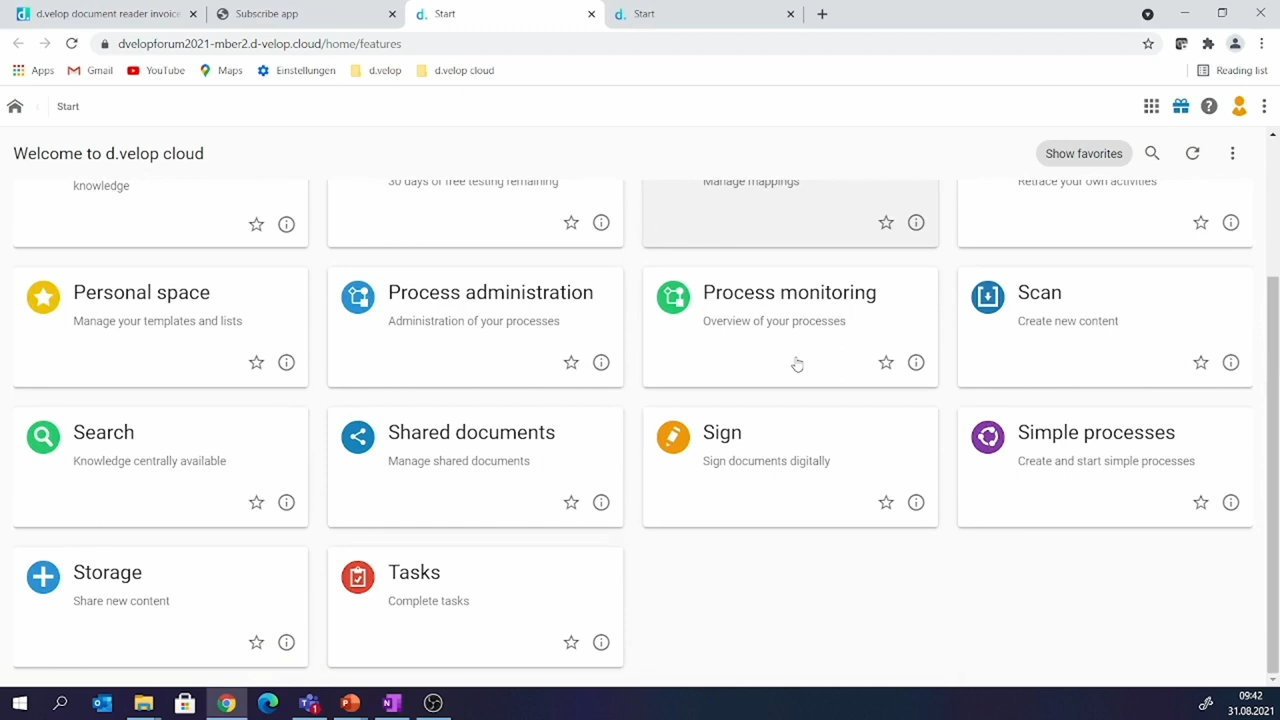 d.velop document reader invoice
Subscribe app
Start
Start
dvelopforum2021-mber2.d-velop.cloud/home/features
Apps
Gmail
YouTube
Maps
Einstellungen
d.velop
d.velop cloud
Reading list
Start
Welcome to d.velop cloud
Show favorites
knowledge
30 days of free testing remaining
Manage mappings
Retrace your own activities
Personal space
Manage your templates and lists
Process administration
Administration of your processes
Process monitoring
Overview of your processes
Scan
Create new content
Search
Knowledge centrally available
Shared documents
Manage shared documents
Sign
Sign documents digitally
Simple processes
Create and start simple processes
Storage
Share new content
Tasks
Complete tasks
09:42
31.08.2021